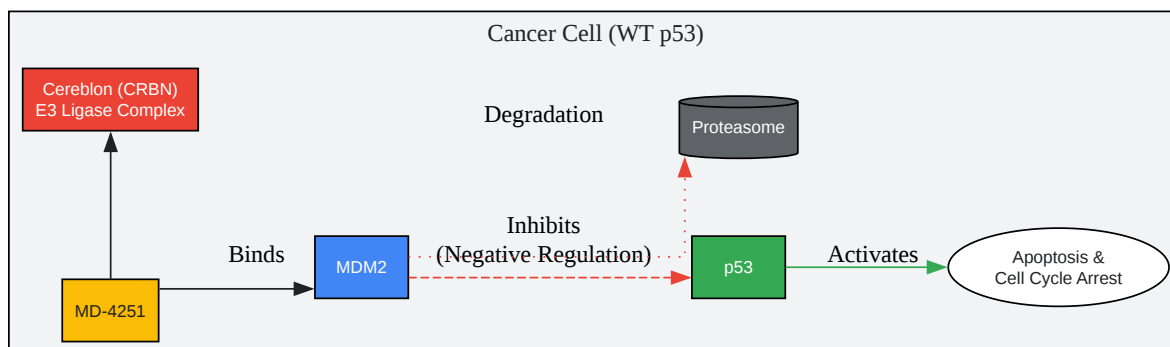 Cancer Cell (WT p53)
Cereblon (CRBN)
E3 Ligase Complex
Degradation
Proteasome
Binds
MDM2
Inhibits
(Negative Regulation)
p53
Activates
Apoptosis &
Cell Cycle Arrest
MD-4251